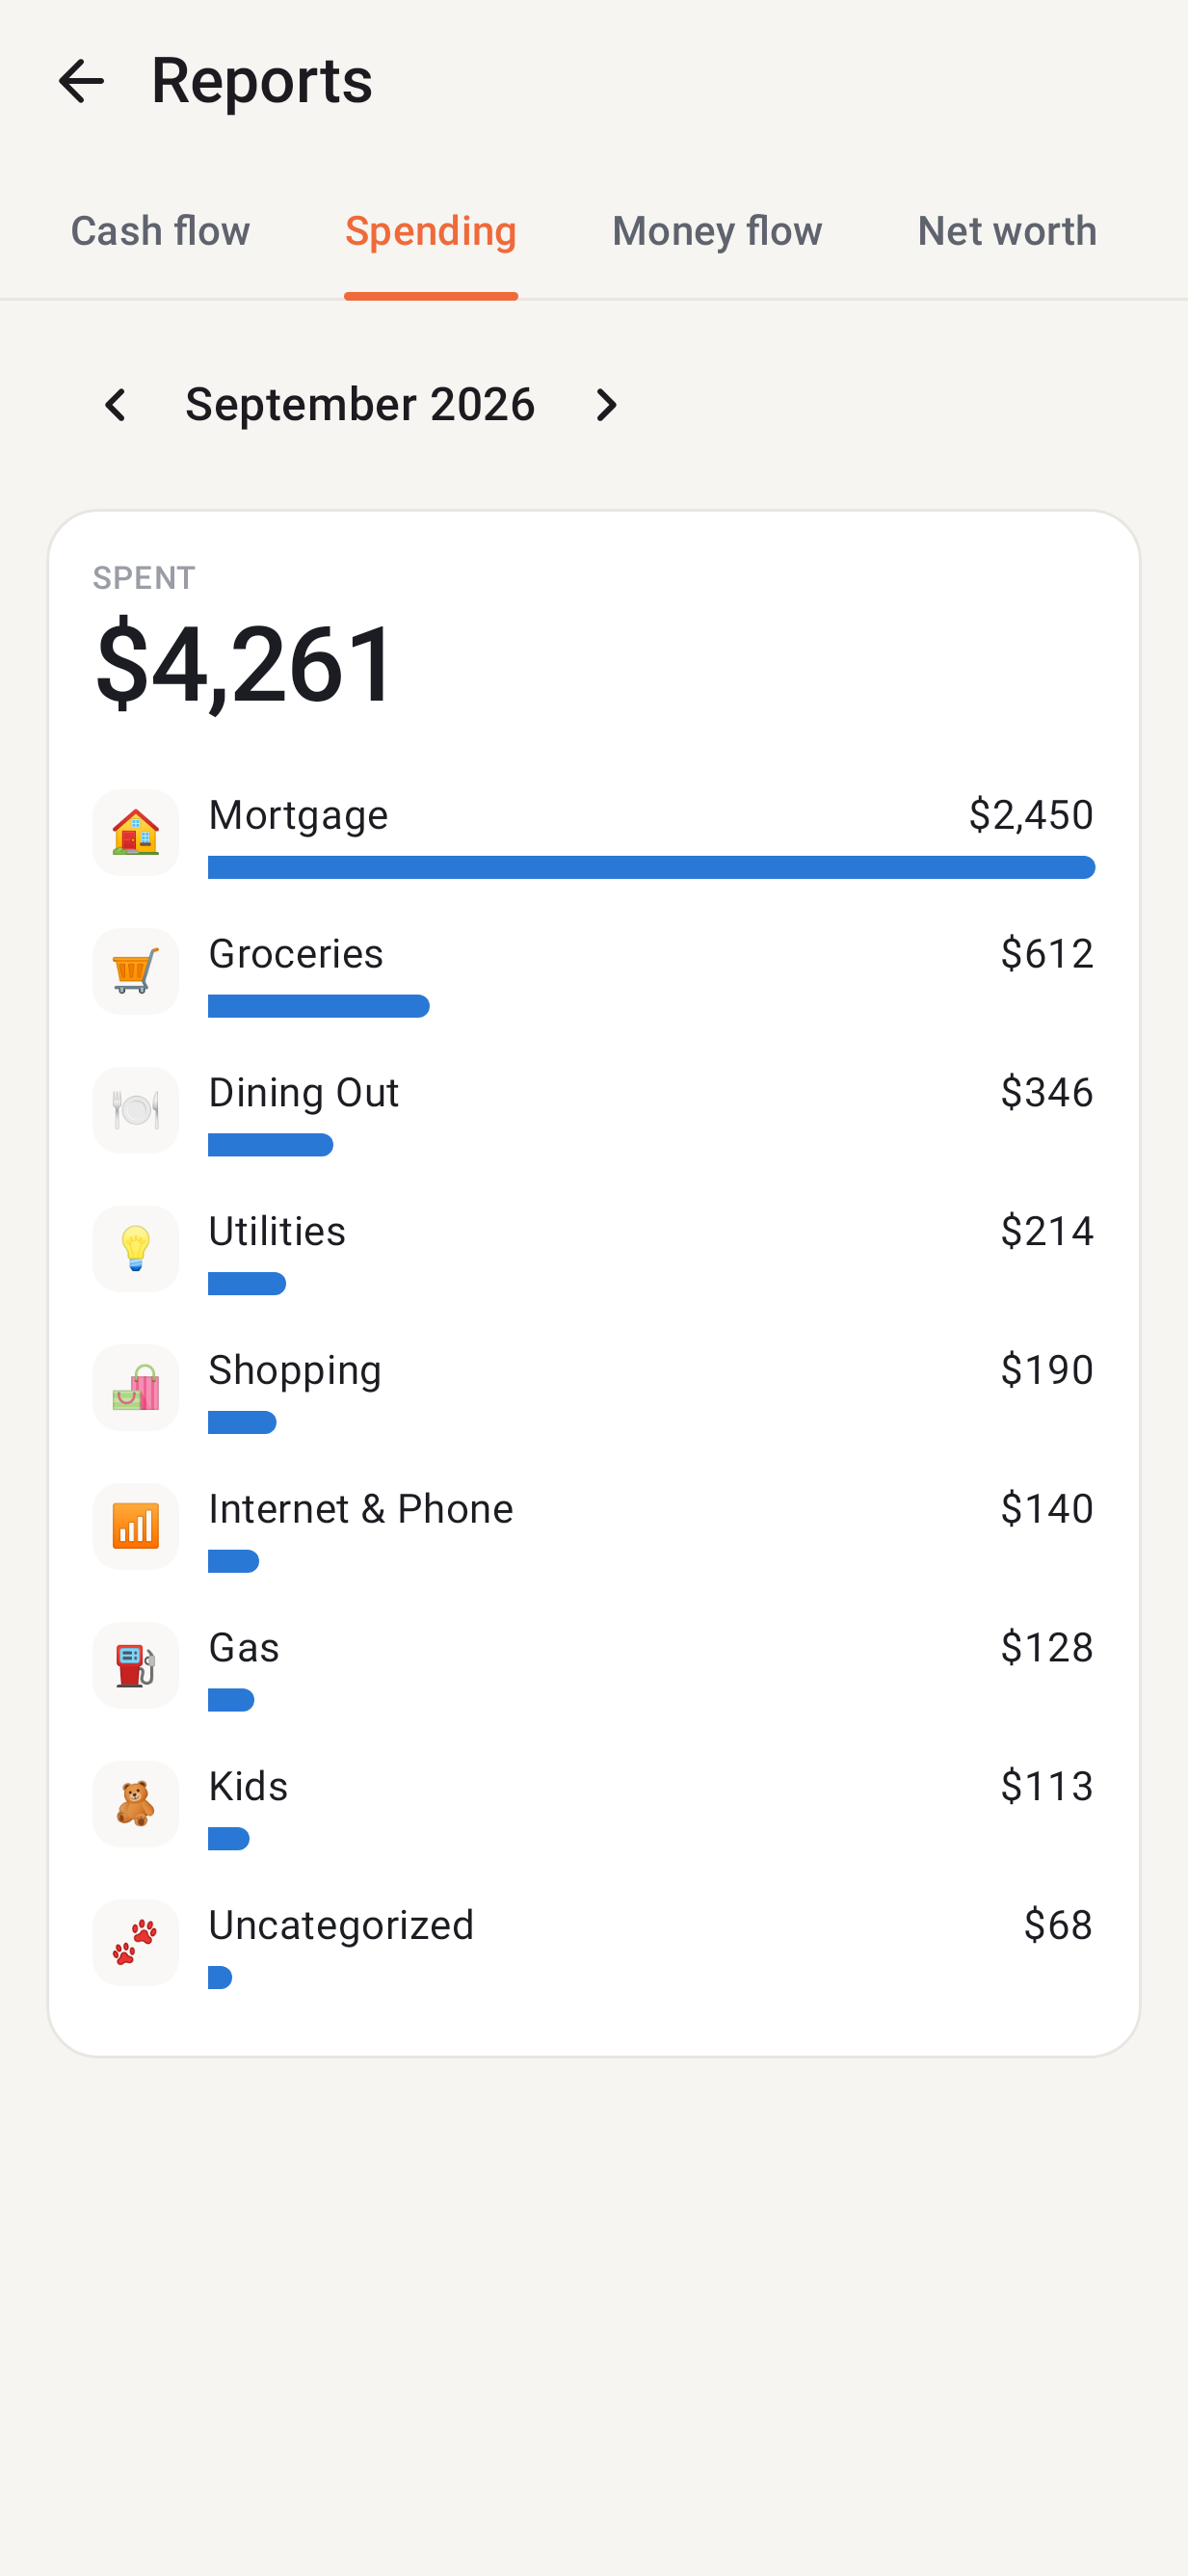 Reports
Cash flow Spending Money flow Net worth
September 2026
SPENT
$4,261
Mortgage $2,450
Groceries $612
Dining Out $346
Utilities $214
Shopping $190
Internet & Phone $140
Gas $128
Kids $113
Uncategorized $68